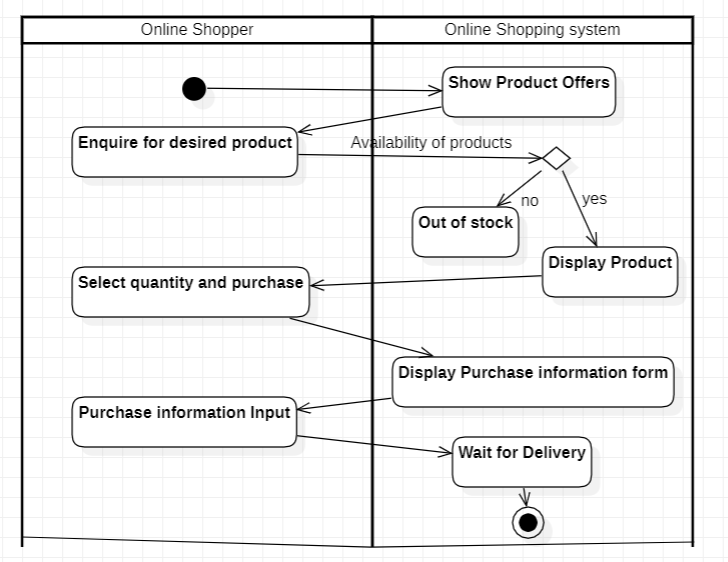 Online Shopper
Online Shopping system
Show Product Offers
Enquire for desired product
Availability of products
no
yes
Out of stock
Display Product
Select quantity and purchase
Display Purchase information form
Purchase information Input
Wait for Delivery